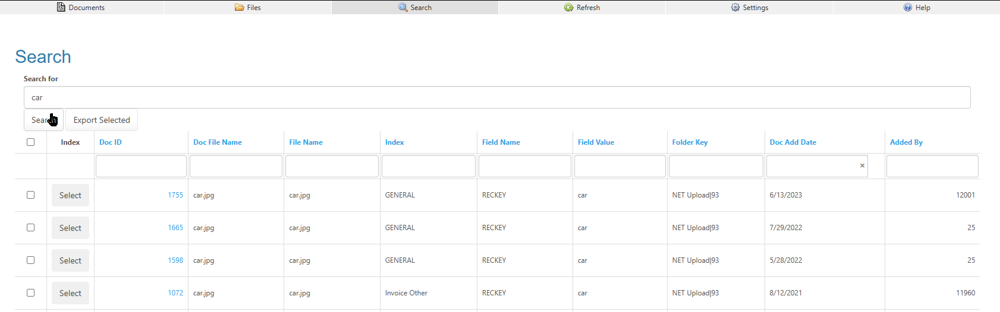 Documents Files Search Refresh Settings Help
Search
Search for
car
Search Export Selected
Index Doc ID Doc File Name File Name Index Field Name Field Value Folder Key Doc Add Date Added By
×
Select 1755 car.jpg car.jpg GENERAL RECKEY car NET Upload|93 6/13/2023 12001
Select 1665 car.jpg car.jpg GENERAL RECKEY car NET Upload|93 7/29/2022 25
Select 1598 car.jpg car.jpg GENERAL RECKEY car NET Upload|93 5/28/2022 25
Select 1072 car.jpg car.jpg Invoice Other RECKEY car NET Upload|93 8/12/2021 11960